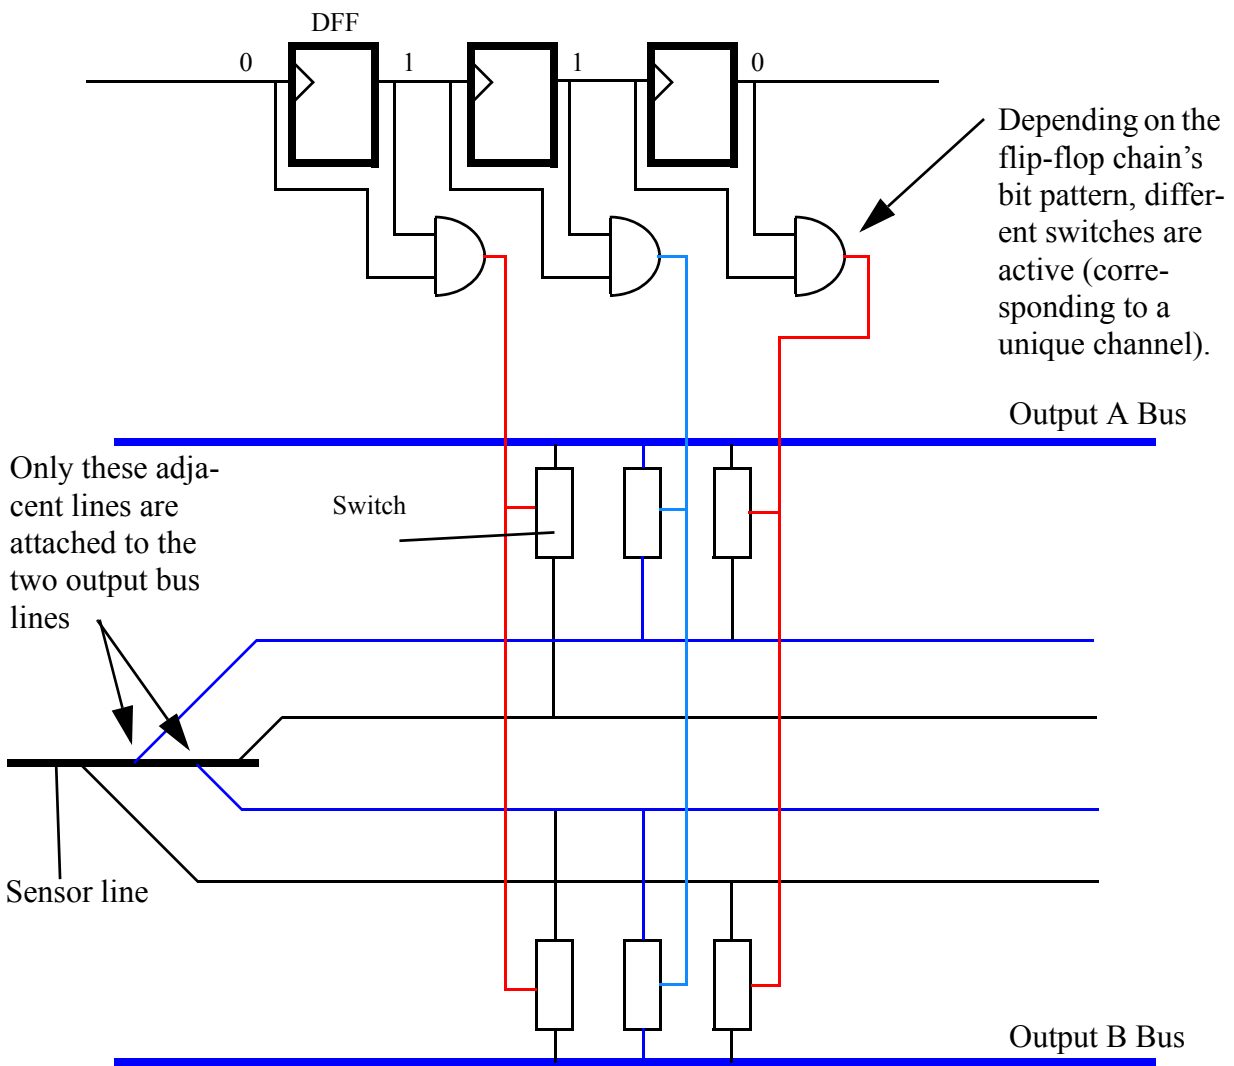 DFF
0
1
1
0
Depending on the
flip-flop chain's
bit pattern, differ-
ent switches are
active (corre-
sponding to a
unique channel).
Output A Bus
Only these adja-
cent lines are
attached to the
two output bus
lines
Switch
Sensor line
Output B Bus